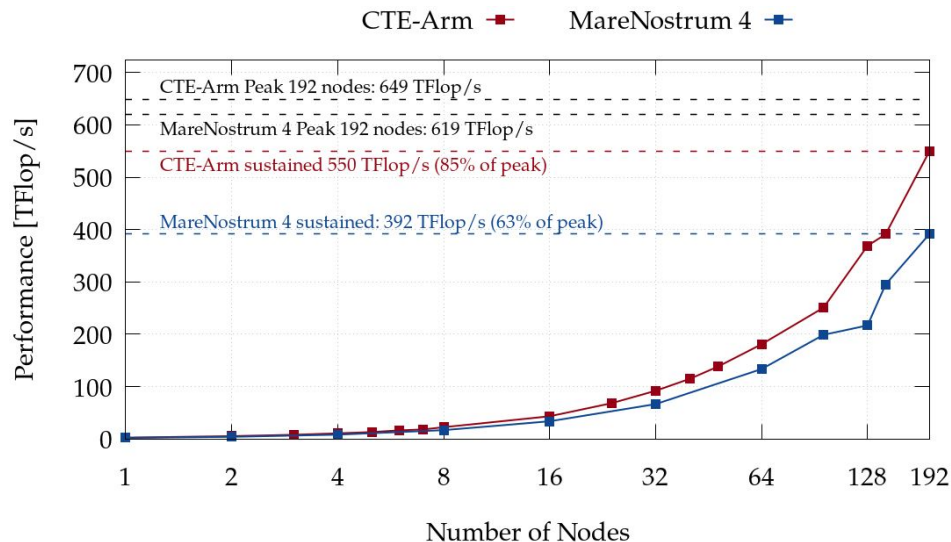 CTE-Arm MareNostrum 4
700
CTE-Arm Peak 192 nodes: 649 TFlop/s
600
MareNostrum 4 Peak 192 nodes: 619 TFlop/s
CTE-Arm sustained 550 TFlop/s (85% of peak)
500
MareNostrum 4 sustained: 392 TFlop/s (63% of peak)
400
300
200
100
0
Performance [TFlop/s]
1 2 4 8 16 32 64 128 192
Number of Nodes